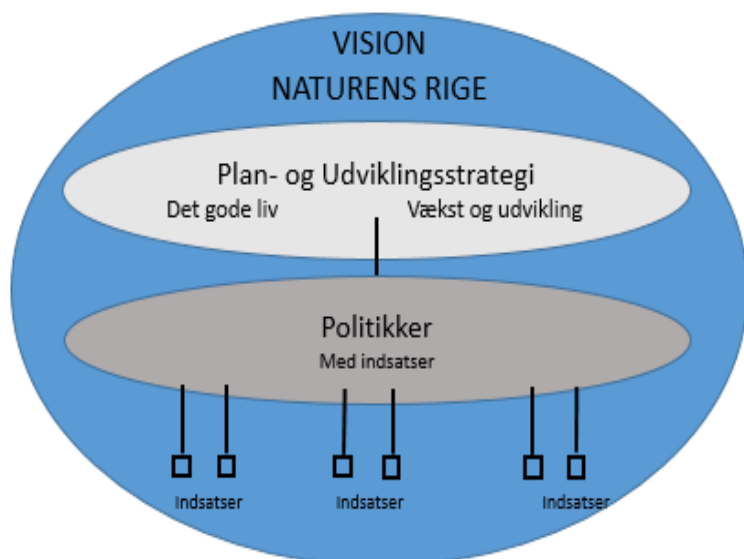 VISION
NATURENS RIGE
Plan- og Udviklingsstrategi
Det gode liv Vækst og udvikling
Politikker
Med indsatser
Indsatser Indsatser Indsatser